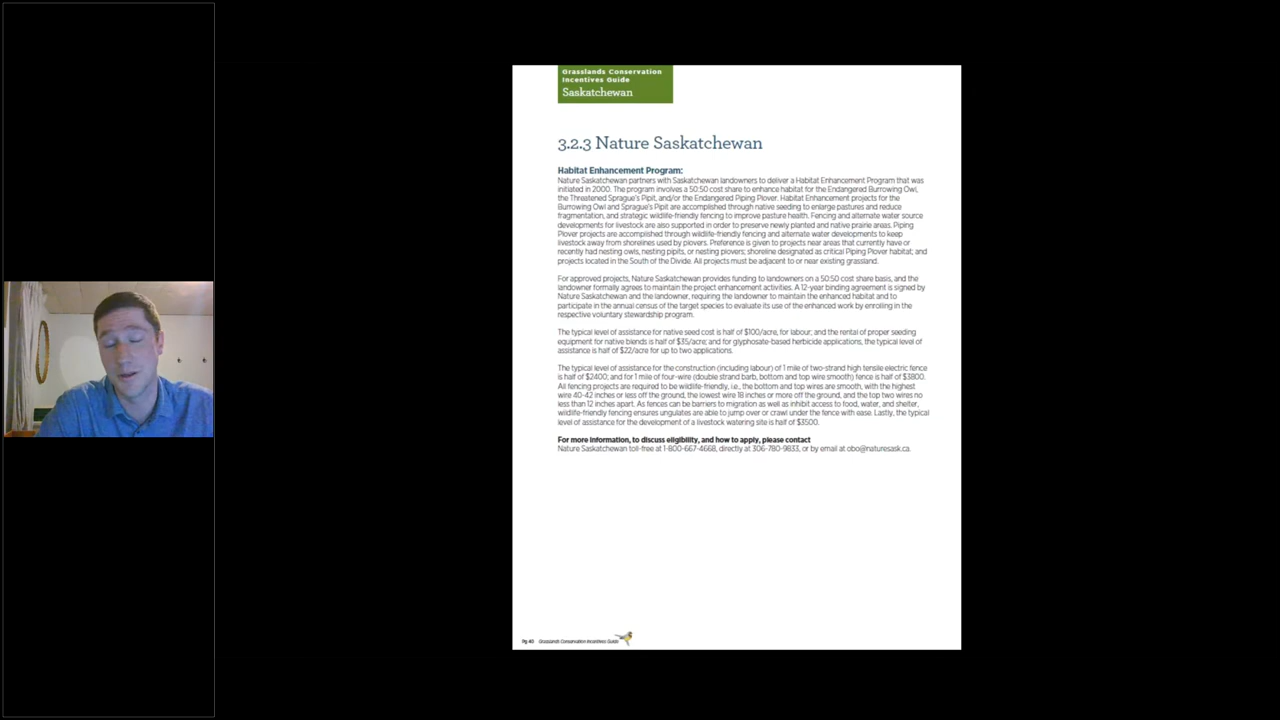 Grasslands Conservation
Incentives Guide
Saskatchewan
3.2.3 Nature Saskatchewan
Habitat Enhancement Program:
Nature Saskatchewan partners with Saskatchewan landowners to deliver a Habitat Enhancement Program that was
initiated in 2000. The program involves a 50:50 cost share to enhance habitat for the Endangered Burrowing Owl,
the Threatened Sprague's Pipit, and/or the Endangered Piping Plover. Habitat Enhancement projects for the
Burrowing Owl and Sprague's Pipit are accomplished through native seeding to enlarge pastures and reduce
fragmentation, and strategic wildlife-friendly fencing to improve pasture health. Fencing and alternate water source
developments for livestock are also supported in order to preserve newly planted and native prairie areas. Piping
Plover projects are accomplished through wildlife-friendly fencing and alternate water developments to keep
livestock away from shorelines used by plovers. Preference is given to projects near areas that currently have or
recently had nesting owls, nesting pipits, or nesting plovers; shoreline designated as critical Piping Plover habitat; and
projects located in the South of the Divide. All projects must be adjacent to or near existing grassland.
For approved projects, Nature Saskatchewan provides funding to landowners on a 50:50 cost share basis, and the
landowner formally agrees to maintain the project enhancement activities. A 12-year binding agreement is signed by
Nature Saskatchewan and the landowner, requiring the landowner to maintain the enhanced habitat and to
participate in the annual census of the target species to evaluate its use of the enhanced work by enrolling in the
respective voluntary stewardship program.
The typical level of assistance for native seed cost is half of $100/acre, for labour; and the rental of proper seeding
equipment for native blends is half of $35/acre; and for glyphosate-based herbicide applications, the typical level of
assistance is half of $22/acre for up to two applications.
The typical level of assistance for the construction (including labour) of 1 mile of two-strand high tensile electric fence
is half of $2400; and for 1 mile of four-wire (double strand barb, bottom and top wire smooth) fence is half of $3800.
All fencing projects are required to be wildlife-friendly, i.e., the bottom and top wires are smooth, with the highest
wire 40-42 inches or less off the ground, the lowest wire 18 inches or more off the ground, and the top two wires no
less than 12 inches apart. As fences can be barriers to migration as well as inhibit access to food, water, and shelter,
wildlife-friendly fencing ensures ungulates are able to jump over or crawl under the fence with ease. Lastly, the typical
level of assistance for the development of a livestock watering site is half of $3500.
For more information, to discuss eligibility, and how to apply, please contact
Nature Saskatchewan toll-free at 1-800-667-4668, directly at 306-780-9833, or by email at obo@naturesask.ca.
Pg 40 Grasslands Conservation Incentives Guide